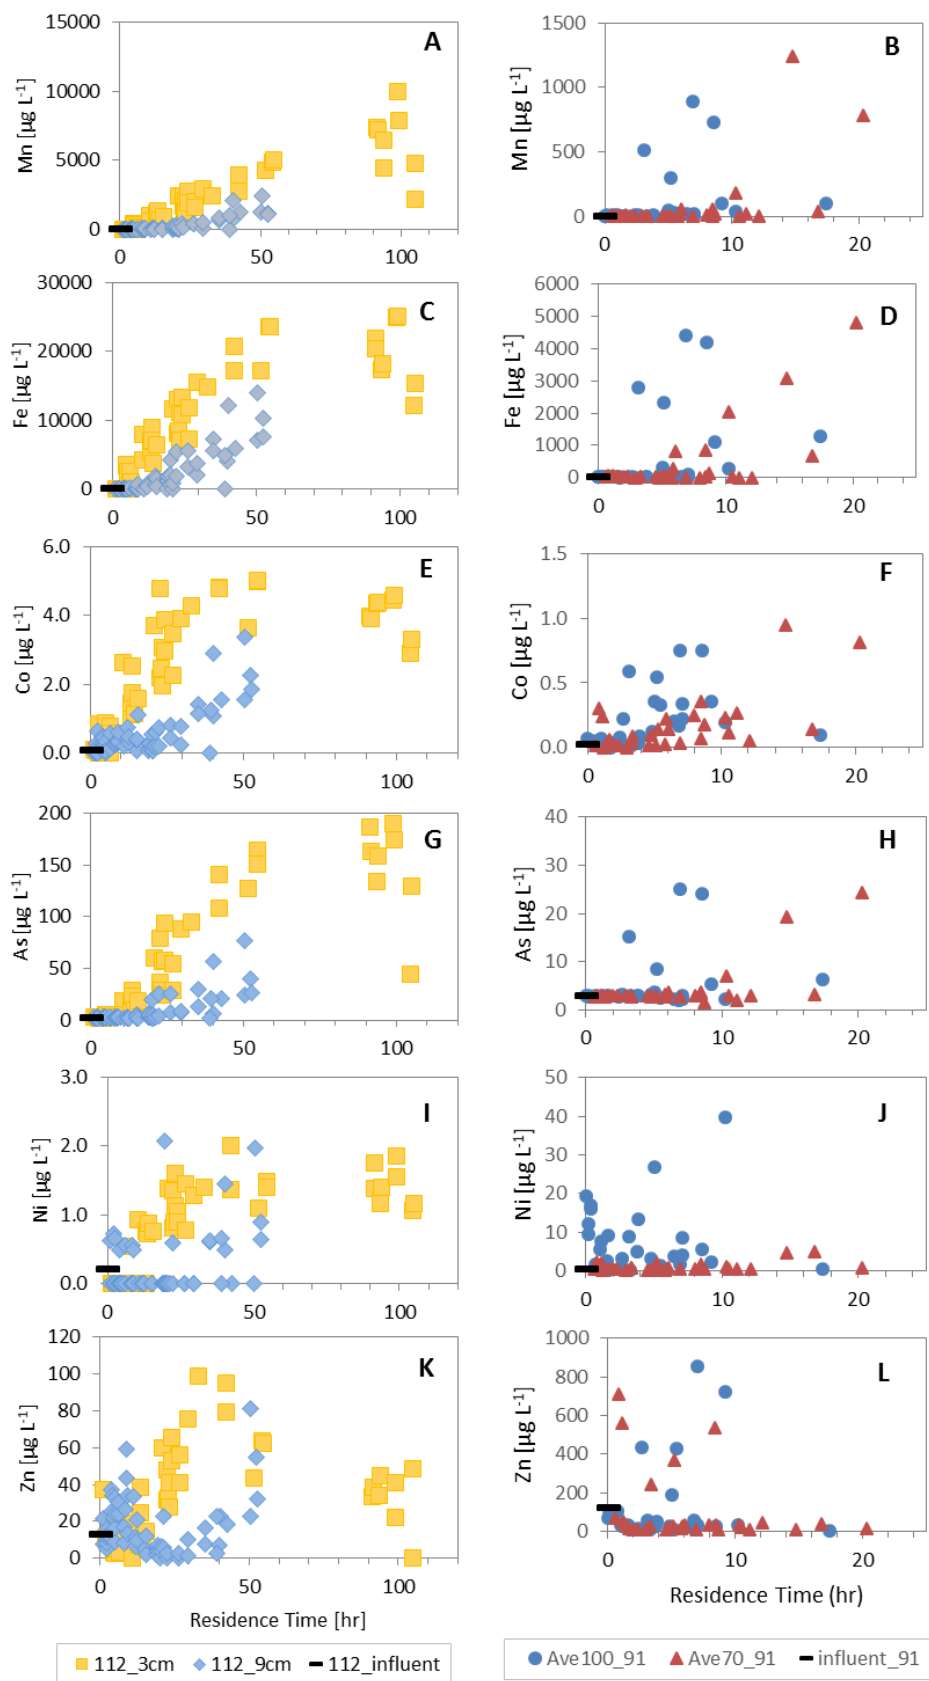 A
Mn [µg L⁻¹]
15000
10000
5000
0
0 50 100
B
Mn [µg L⁻¹]
1500
1000
500
0
0 10 20
C
Fe [µg L⁻¹]
30000
20000
10000
0
0 50 100
D
Fe [µg L⁻¹]
6000
5000
4000
3000
2000
1000
0
0 10 20
E
Co [µg L⁻¹]
6.0
4.0
2.0
0.0
0 50 100
F
Co [µg L⁻¹]
1.5
1.0
0.5
0.0
0 10 20
G
As [µg L⁻¹]
200
150
100
50
0
0 50 100
H
As [µg L⁻¹]
40
30
20
10
0
0 10 20
I
Ni [µg L⁻¹]
3.0
2.0
1.0
0.0
0 50 100
J
Ni [µg L⁻¹]
50
40
30
20
10
0
0 10 20
K
Zn [µg L⁻¹]
120
100
80
60
40
20
0
0 50 100
Residence Time [hr]
L
Zn [µg L⁻¹]
1000
800
600
400
200
0
0 10 20
Residence Time (hr)
112_3cm 112_9cm 112_influent
Ave100_91 Ave70_91 influent_91